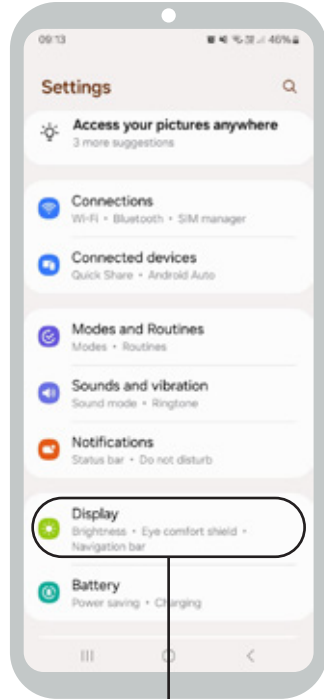 09:13
46%
Settings
Access your pictures anywhere
3 more suggestions
Connections
Wi-Fi • Bluetooth • SIM manager
Connected devices
Quick Share • Android Auto
Modes and Routines
Modes • Routines
Sounds and vibration
Sound mode • Ringtone
Notifications
Status bar • Do not disturb
Display
Brightness • Eye comfort shield •
Navigation bar
Battery
Power saving • Charging